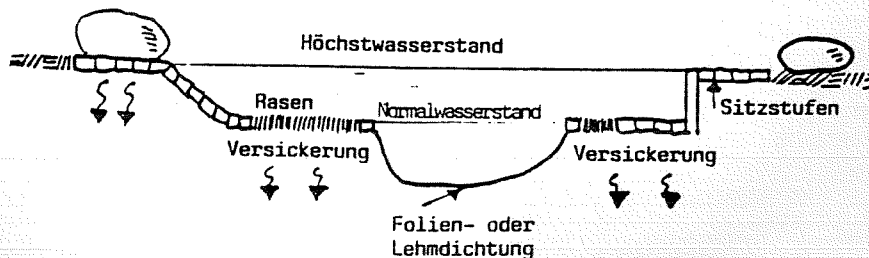 Höchstwasserstand
Sitzstufen
Rasen
Normalwasserstand
Versickerung
Versickerung
Folien- oder
Lehmdichtung